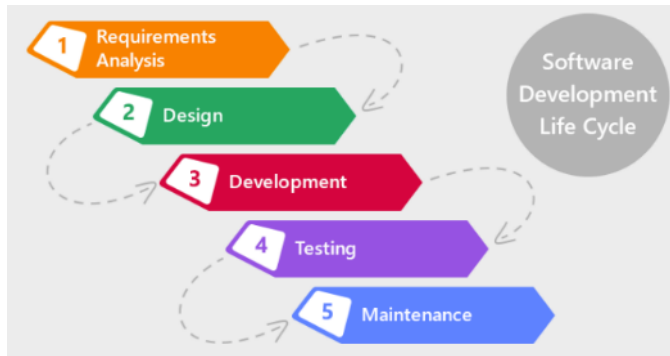 1
Requirements
Analysis
2
Design
3
Development
4
Testing
5
Maintenance
Software
Development
Life Cycle